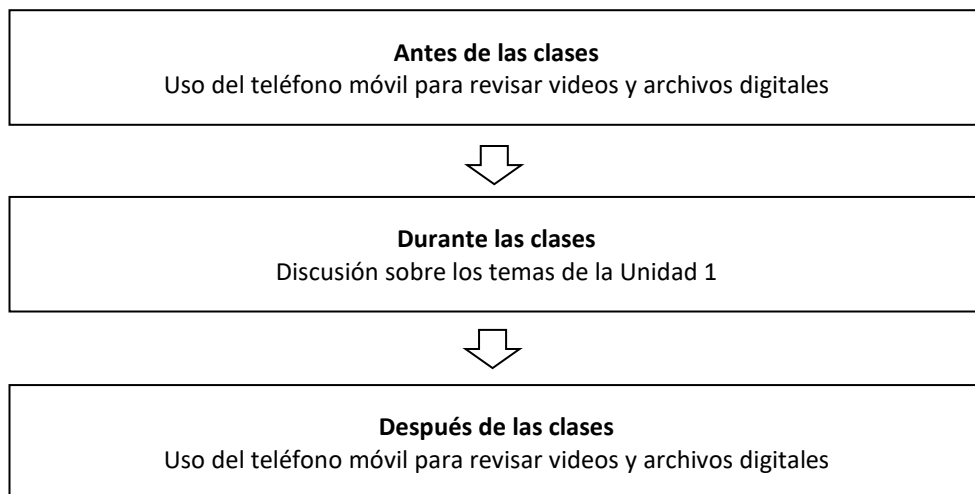 Antes de las clases
Uso del teléfono móvil para revisar videos y archivos digitales
Durante las clases
Discusión sobre los temas de la Unidad 1
Después de las clases
Uso del teléfono móvil para revisar videos y archivos digitales